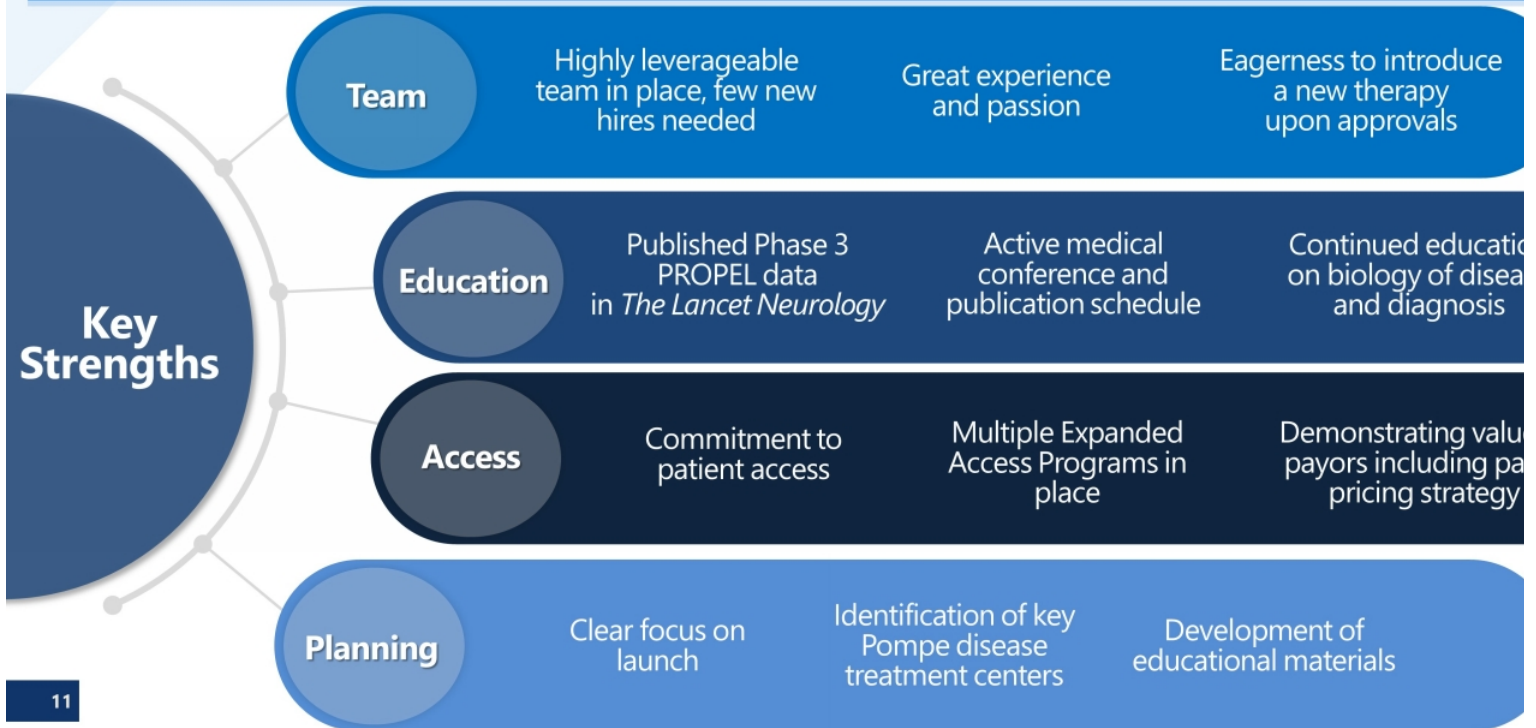 Key
Strengths
Team
Highly leverageable
team in place, few new
hires needed
Great experience
and passion
Eagerness to introduce
a new therapy
upon approvals
Education
Published Phase 3
PROPEL data
in The Lancet Neurology
Active medical
conference and
publication schedule
Continued educatio
on biology of disea
and diagnosis
Access
Commitment to
patient access
Multiple Expanded
Access Programs in
place
Demonstrating valu
payors including pa
pricing strategy
Planning
Clear focus on
launch
Identification of key
Pompe disease
treatment centers
Development of
educational materials
11